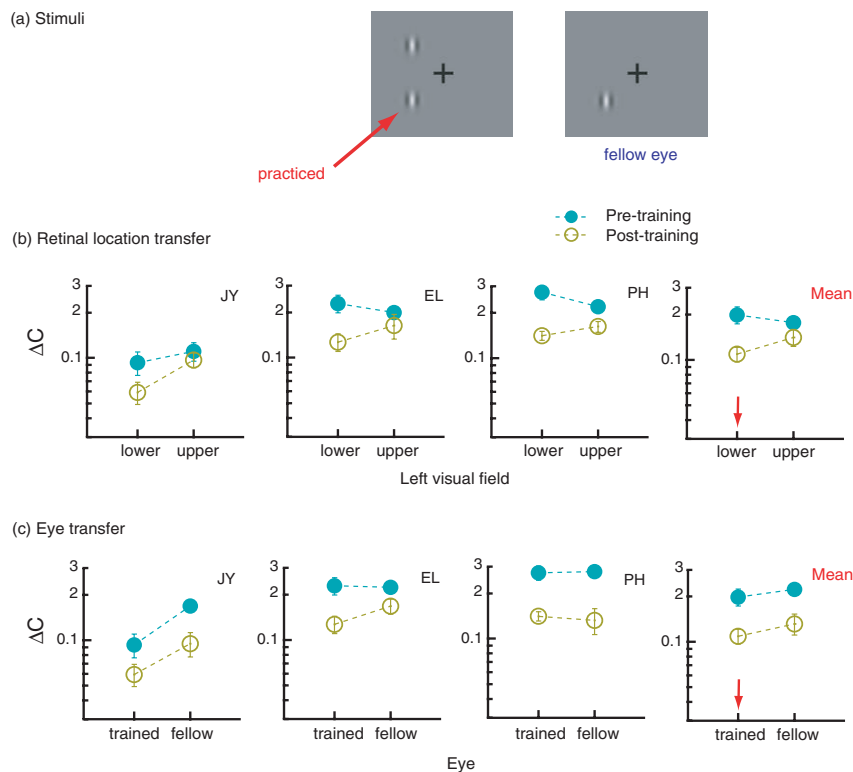 (a) Stimuli
practiced
fellow eye
Pre-training
Post-training
(b) Retinal location transfer
3
2
0.1
ΔC
JY
lower
upper
3
2
0.1
EL
lower
upper
3
2
0.1
PH
lower
upper
3
2
0.1
Mean
lower
upper
Left visual field
(c) Eye transfer
3
2
0.1
ΔC
JY
trained
fellow
3
2
0.1
EL
trained
fellow
3
2
0.1
PH
trained
fellow
3
2
0.1
Mean
trained
fellow
Eye